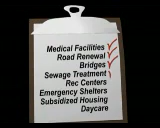 Medical Facilities
Road Renewal
Bridges
Sewage Treatment
Rec Centers
Emergency Shelters
Subsidized Housing
Daycare